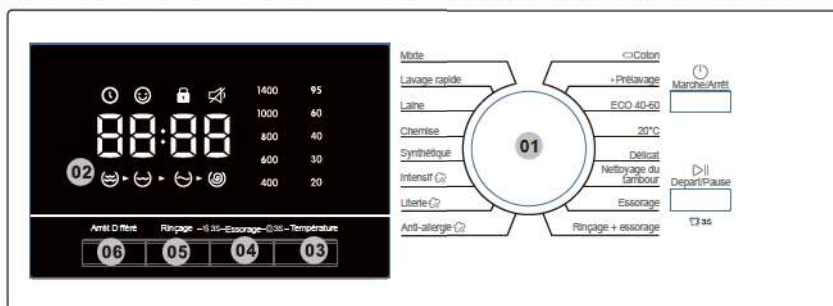 1400 95
1000 60
88:88
800 40
600 30
02
400 20
Arrêt D fféré Rinçage 3S Essorage 3S Température
06 05 04 03
Mixte
Lavage rapide
Laine
Chemise
Synthétique
Intensif
Literie
Anti-allergie
01
Coton
+Prélavage
ECO 40-60
20°C
Délicat
Nettoyage du
tambour
Essorage
Rinçage + essorage
Marche/Arrêt
Depart/Pause
3S